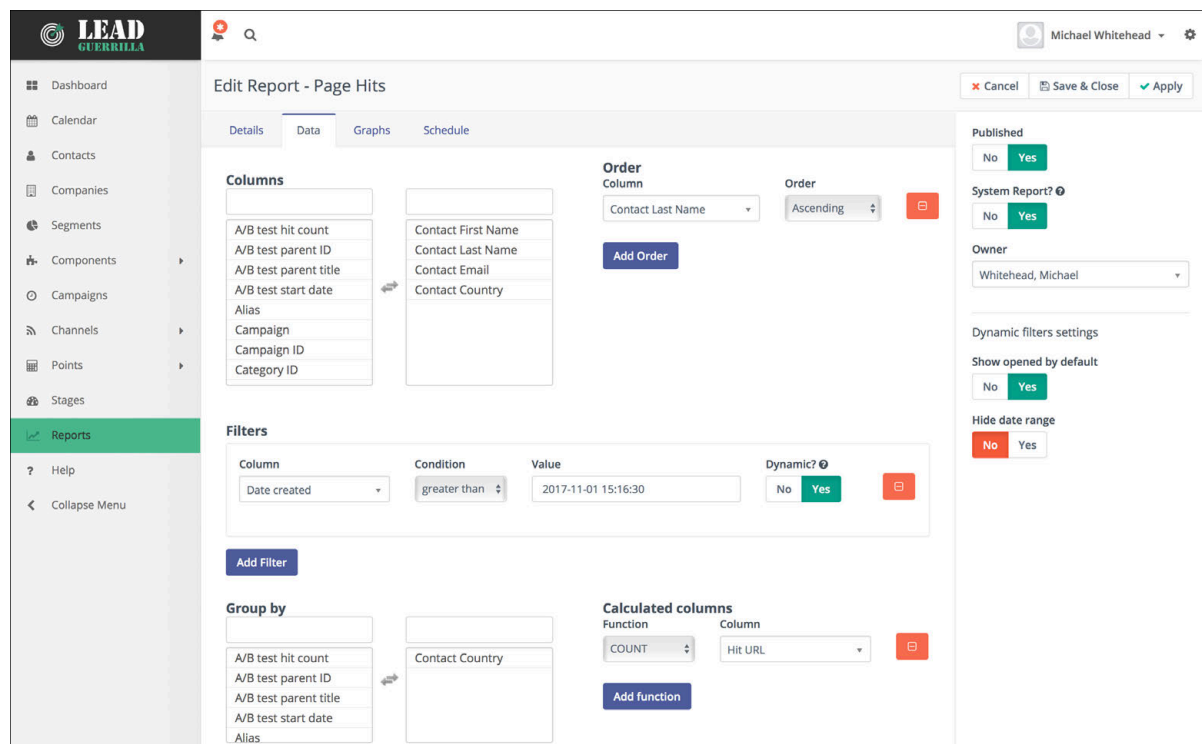 LEAD
GUERRILLA
Michael Whitehead
Dashboard
Calendar
Contacts
Companies
Segments
Components
Campaigns
Channels
Points
Stages
Reports
? Help
Collapse Menu
Edit Report - Page Hits
Cancel
Save & Close
Apply
Details
Data
Graphs
Schedule
Columns
A/B test hit count
A/B test parent ID
A/B test parent title
A/B test start date
Alias
Campaign
Campaign ID
Category ID
Contact First Name
Contact Last Name
Contact Email
Contact Country
Order
Column
Order
Contact Last Name
Ascending
Add Order
Filters
Column
Condition
Value
Dynamic?
Date created
greater than
2017-11-01 15:16:30
No
Yes
Add Filter
Group by
A/B test hit count
A/B test parent ID
A/B test parent title
A/B test start date
Alias
Contact Country
Calculated columns
Function
Column
COUNT
Hit URL
Add function
Published
No
Yes
System Report?
No
Yes
Owner
Whitehead, Michael
Dynamic filters settings
Show opened by default
No
Yes
Hide date range
No
Yes